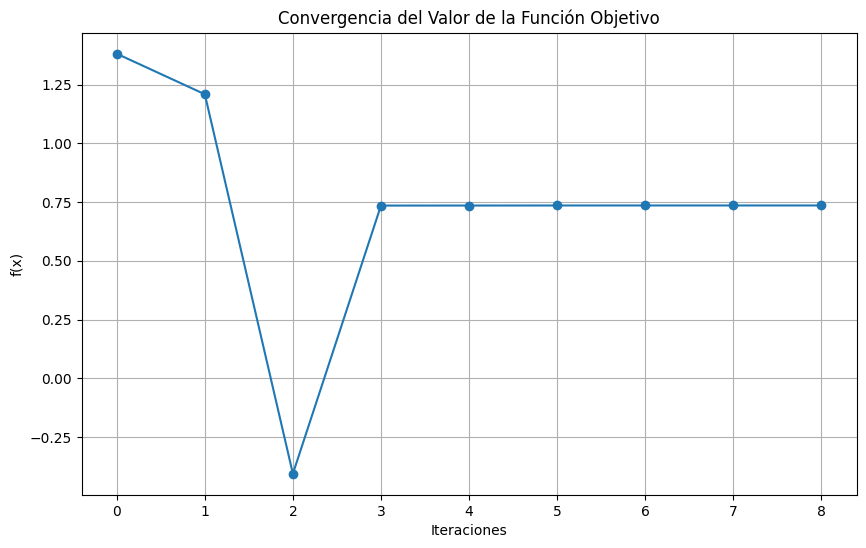 Convergencia del Valor de la Función Objetivo
1.25
1.00
0.75
0.50
0.25
0.00
−0.25
f(x)
0 1 2 3 4 5 6 7 8
Iteraciones